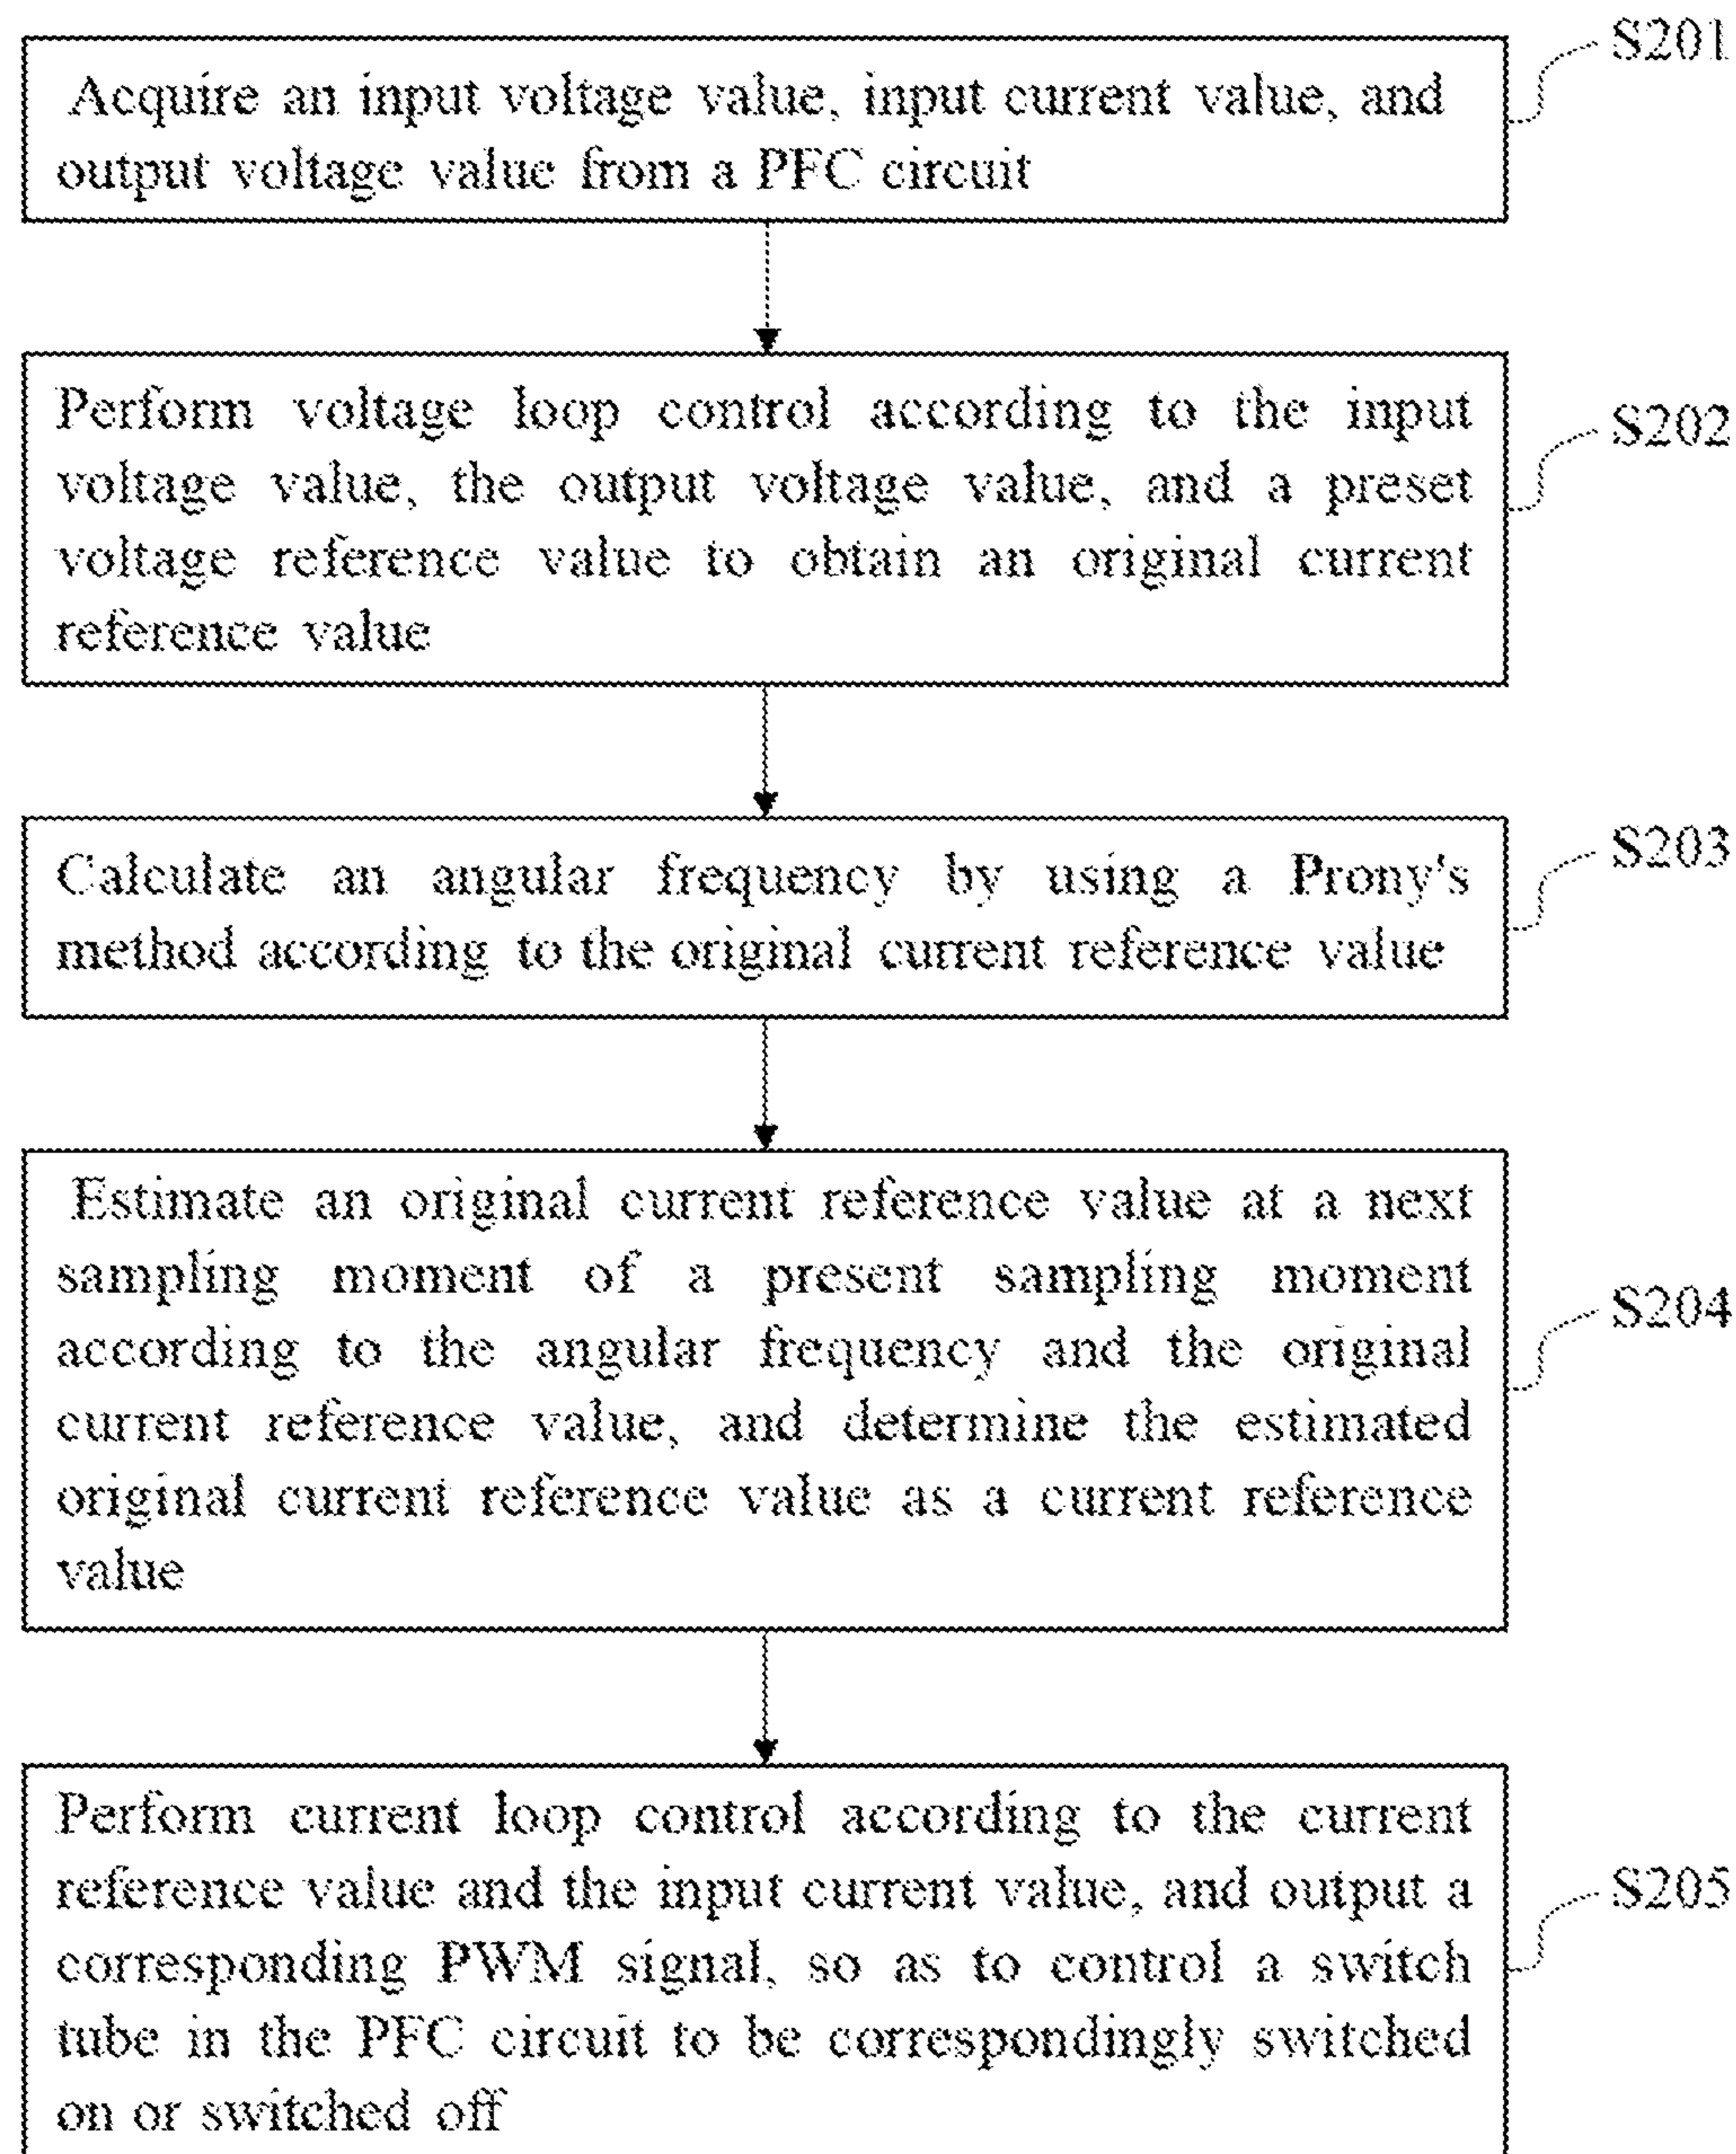 S201
Acquire an input voltage value, input current value, and
output voltage value from a PFC circuit
Perform voltage loop control according to the input
voltage value, the output voltage value, and a preset
voltage reference value to obtain an original current
reference value
S202
Calculate an angular frequency by using a Prony's
method according to the original current reference value
S203
Estimate an original current reference value at a next
sampling moment of a present sampling moment
according to the angular frequency and the original
current reference value, and determine the estimated
original current reference value as a current reference
value
S204
Perform current loop control according to the current
reference value and the input current value, and output a
corresponding PWM signal, so as to control a switch
tube in the PFC circuit to be correspondingly switched
on or switched off
S205